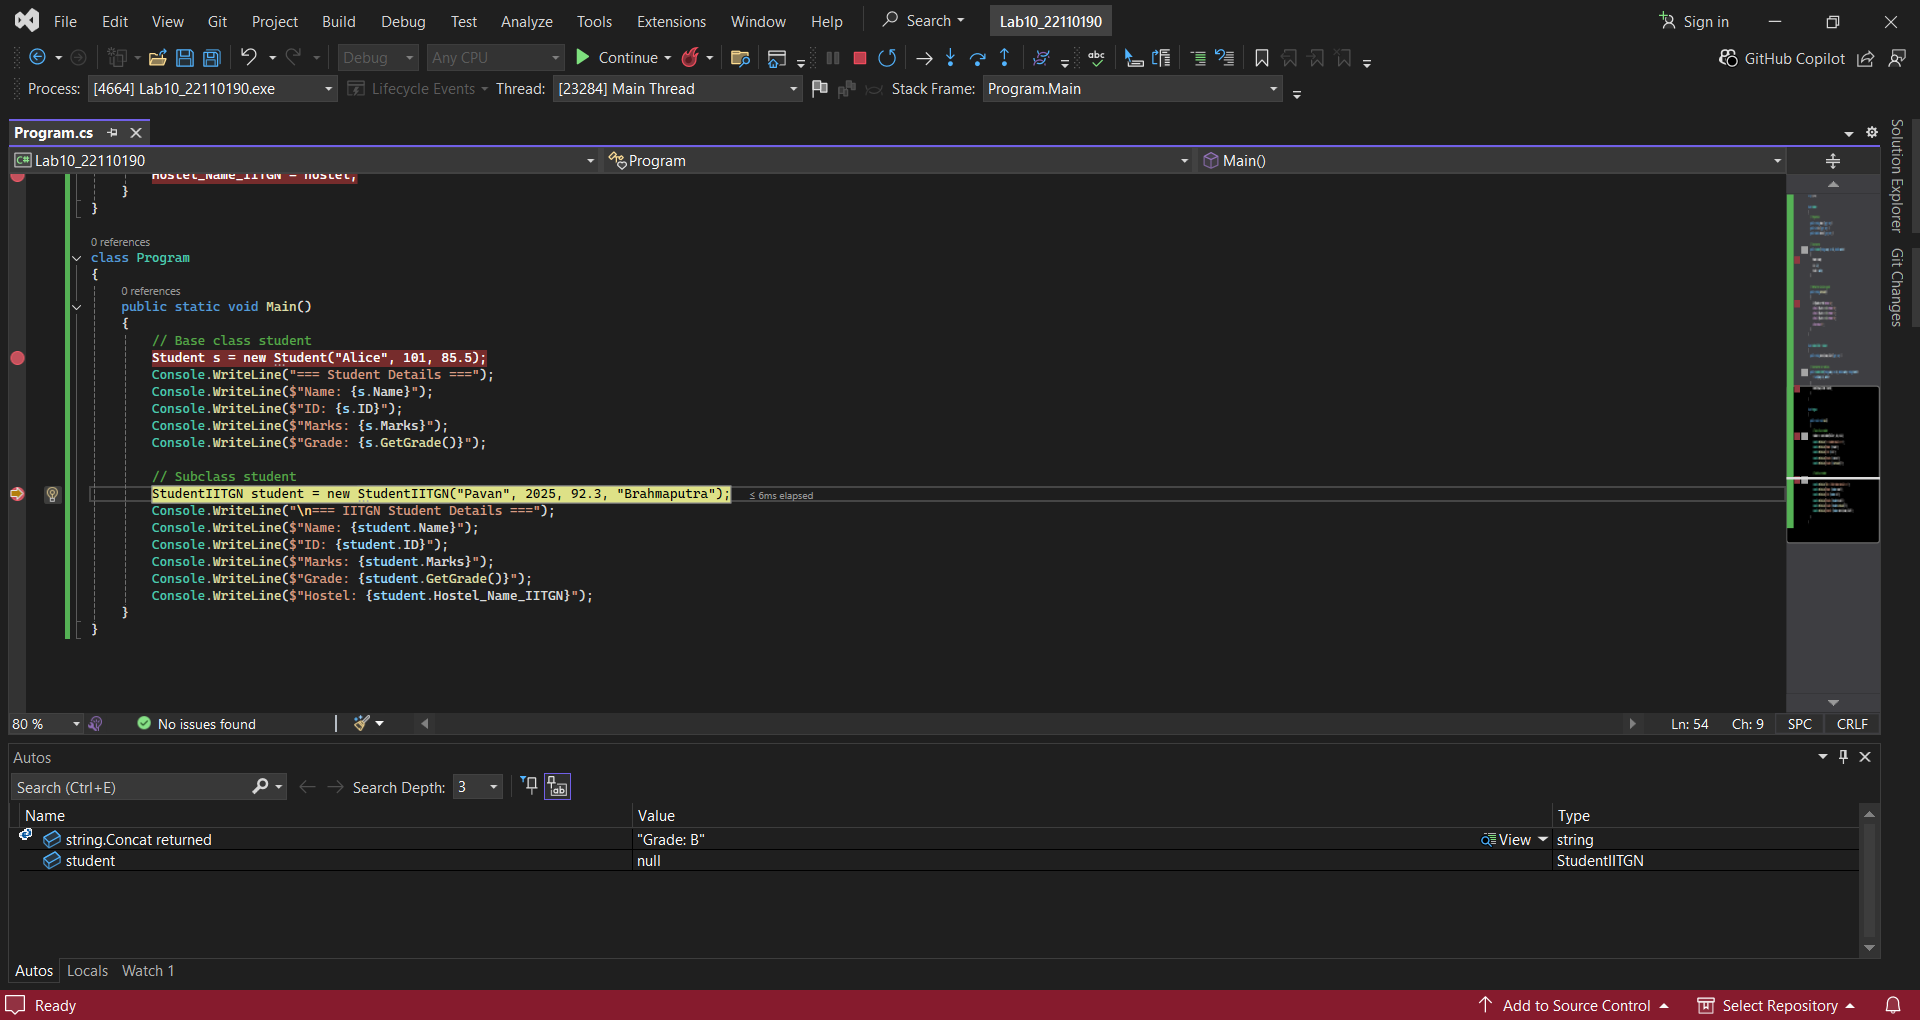 File Edit View Git Project Build Debug Test Analyze Tools Extensions Window Help Search Lab10_22110190 Sign in
Debug Any CPU Continue abc GitHub Copilot
Process: [4664] Lab10_22110190.exe Lifecycle Events Thread: [23284] Main Thread Stack Frame: Program.Main
Program.cs
C# Lab10_22110190 Program Main()
Hostel_Name_IITGN = hostel;
}
}
0 references
class Program
{
0 references
public static void Main()
{
// Base class student
Student s = new Student("Alice", 101, 85.5);
Console.WriteLine("=== Student Details ===");
Console.WriteLine($"Name: {s.Name}");
Console.WriteLine($"ID: {s.ID}");
Console.WriteLine($"Marks: {s.Marks}");
Console.WriteLine($"Grade: {s.GetGrade()}");
// Subclass student
StudentIITGN student = new StudentIITGN("Pavan", 2025, 92.3, "Brahmaputra"); ≤ 6ms elapsed
Console.WriteLine("\n=== IITGN Student Details ===");
Console.WriteLine($"Name: {student.Name}");
Console.WriteLine($"ID: {student.ID}");
Console.WriteLine($"Marks: {student.Marks}");
Console.WriteLine($"Grade: {student.GetGrade()}");
Console.WriteLine($"Hostel: {student.Hostel_Name_IITGN}");
}
}
80 % No issues found Ln: 54 Ch: 9 SPC CRLF
Autos
Search (Ctrl+E) Search Depth: 3
Name Value Type
string.Concat returned "Grade: B" View string
student null StudentIITGN
Autos Locals Watch 1
Ready Add to Source Control Select Repository
Solution Explorer
Git Changes